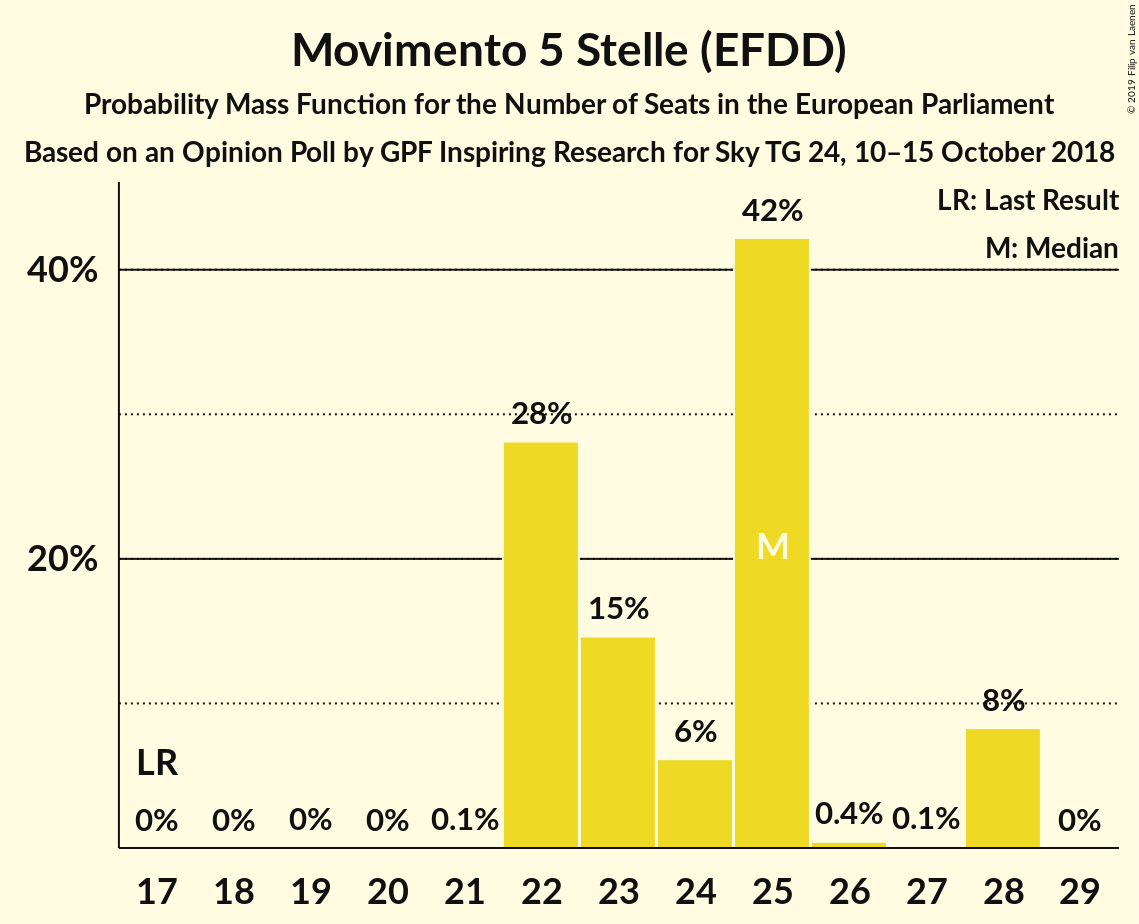 Movimento 5 Stelle (EFDD)
Probability Mass Function for the Number of Seats in the European Parliament
Based on an Opinion Poll by GPF Inspiring Research for Sky TG 24, 10–15 October 2018
© 2019 Filip van Laenen
LR: Last Result
M: Median
42%
40%
28%
M
20%
15%
8%
6%
LR
0% 0% 0% 0% 0.1% 0.4% 0.1% 0%
17 18 19 20 21 22 23 24 25 26 27 28 29